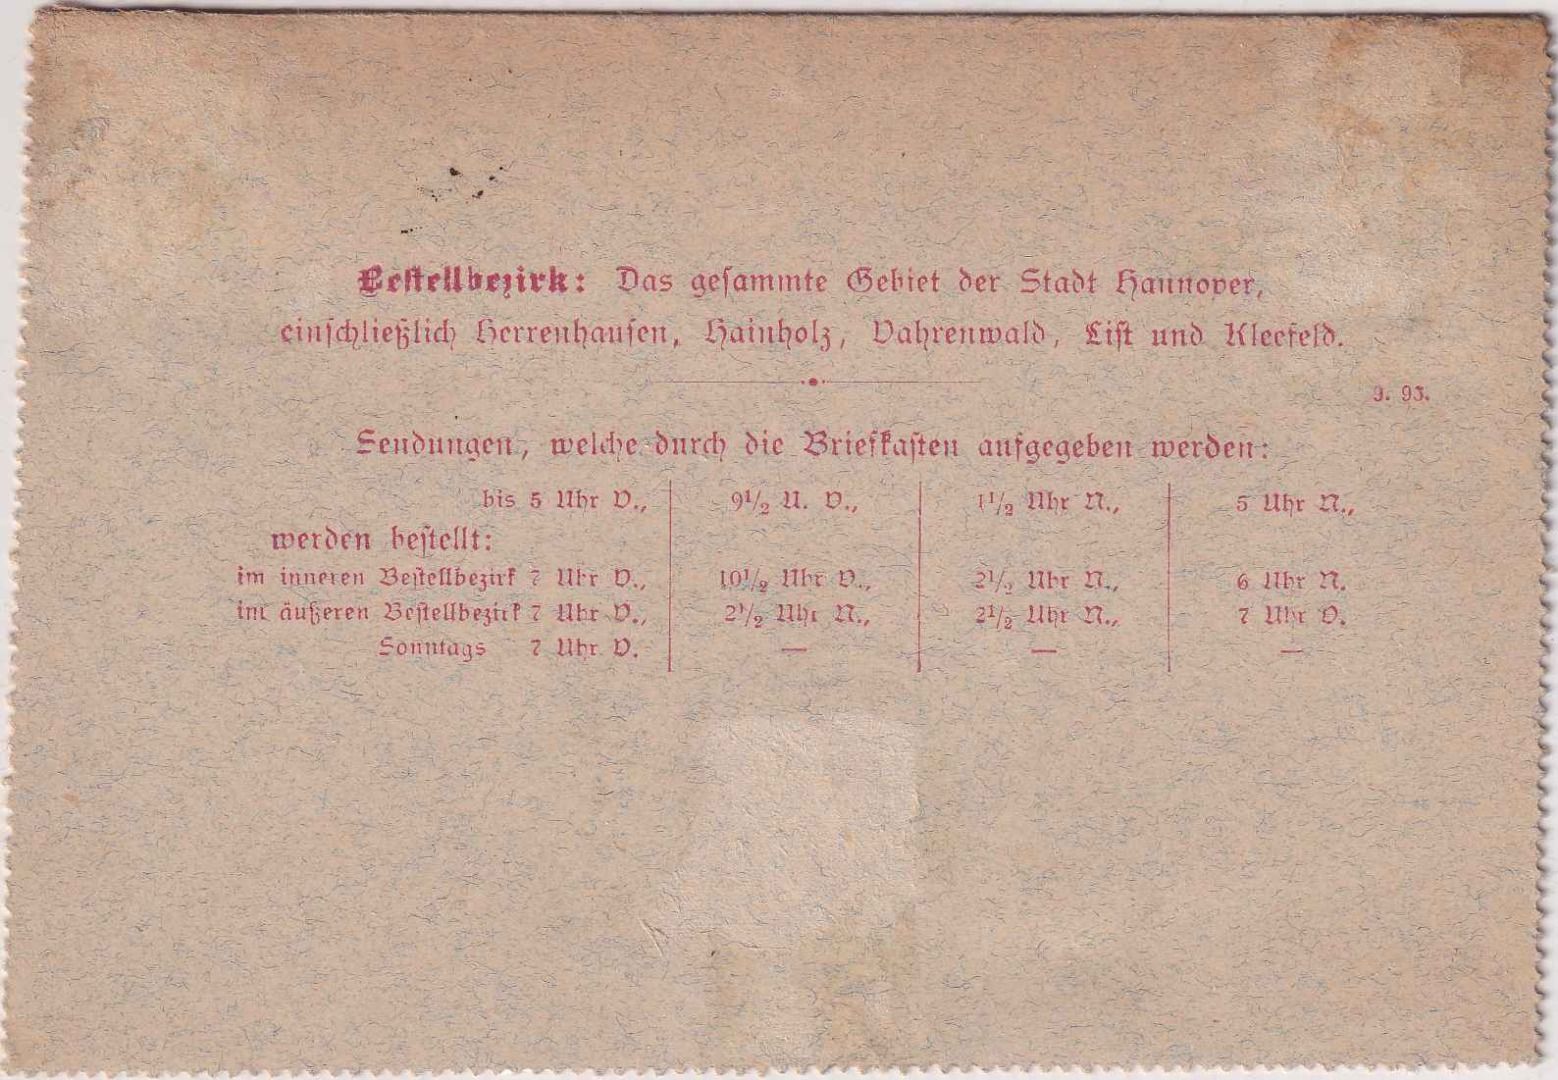 Bestellbezirk: Das gesammte Gebiet der Stadt Hannover,
einschließlich Herrenhausen, Hainholz, Vahrenwald, List und Kleefeld.
9. 93.
Sendungen, welche durch die Briefkasten aufgegeben werden:
bis 5 Uhr V., 9½ U. V., 1½ Uhr N., 5 Uhr N.,
werden bestellt:
im inneren Bestellbezirk 7 Uhr V., 10½ Uhr V., 2½ Uhr N., 6 Uhr N.
im äußeren Bestellbezirk 7 Uhr V., 2½ Uhr N., 2½ Uhr N., 7 Uhr V.
Sonntags 7 Uhr V. — — —